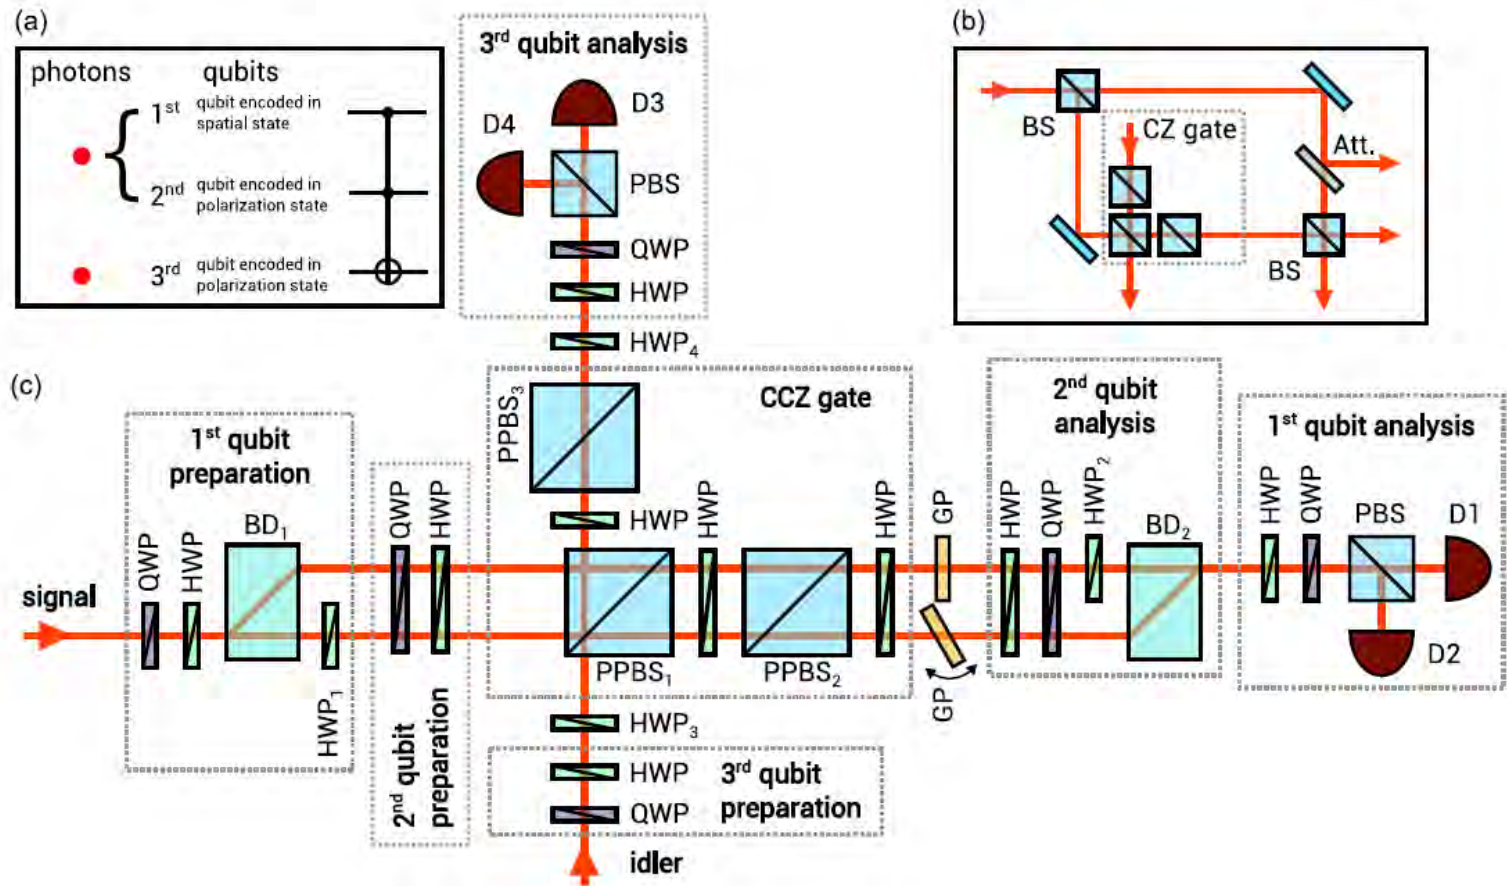 (a)
photons qubits
1st qubit encoded in
spatial state
2nd qubit encoded in
polarization state
3rd qubit encoded in
polarization state
3rd qubit analysis
D3
D4
PBS
QWP
HWP
HWP4
(b)
BS
CZ gate
Att.
BS
(c)
1st qubit
preparation
QWP
HWP
BD1
HWP1
signal
QWP
HWP
2nd qubit
preparation
CCZ gate
PPBS3
HWP
HWP
HWP
PPBS1
PPBS2
HWP3
HWP
QWP
3rd qubit
preparation
idler
GP
GP
2nd qubit
analysis
HWP
QWP
HWP2
BD2
1st qubit analysis
HWP
QWP
PBS
D1
D2